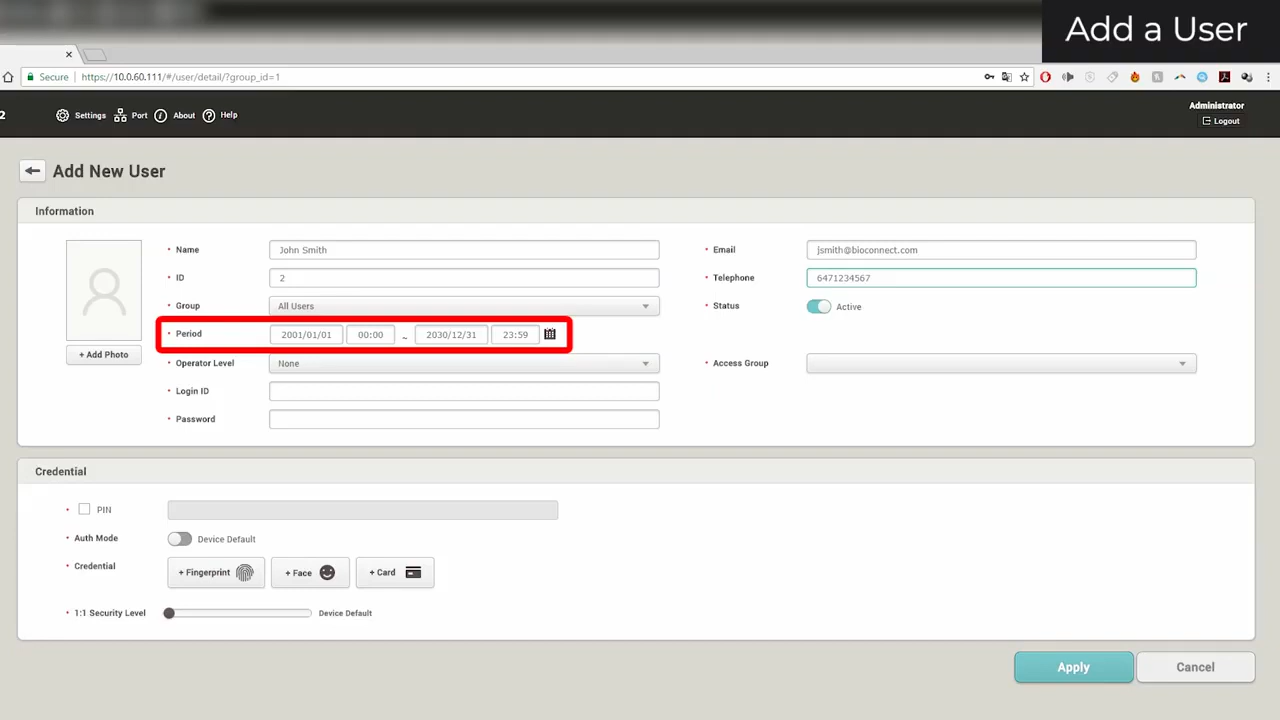 Add a User
Secure https://10.0.60.111/#/user/detail/?group_id=1
2 Settings Port About Help
Administrator
Logout
Add New User
Information
Name John Smith
Email jsmith@bioconnect.com
ID 2
Telephone 6471234567
Group All Users
Status Active
Period 2001/01/01 00:00 ~ 2030/12/31 23:59
+ Add Photo
Operator Level None
Access Group
Login ID
Password
Credential
PIN
Auth Mode Device Default
Credential + Fingerprint + Face + Card
1:1 Security Level Device Default
Apply Cancel